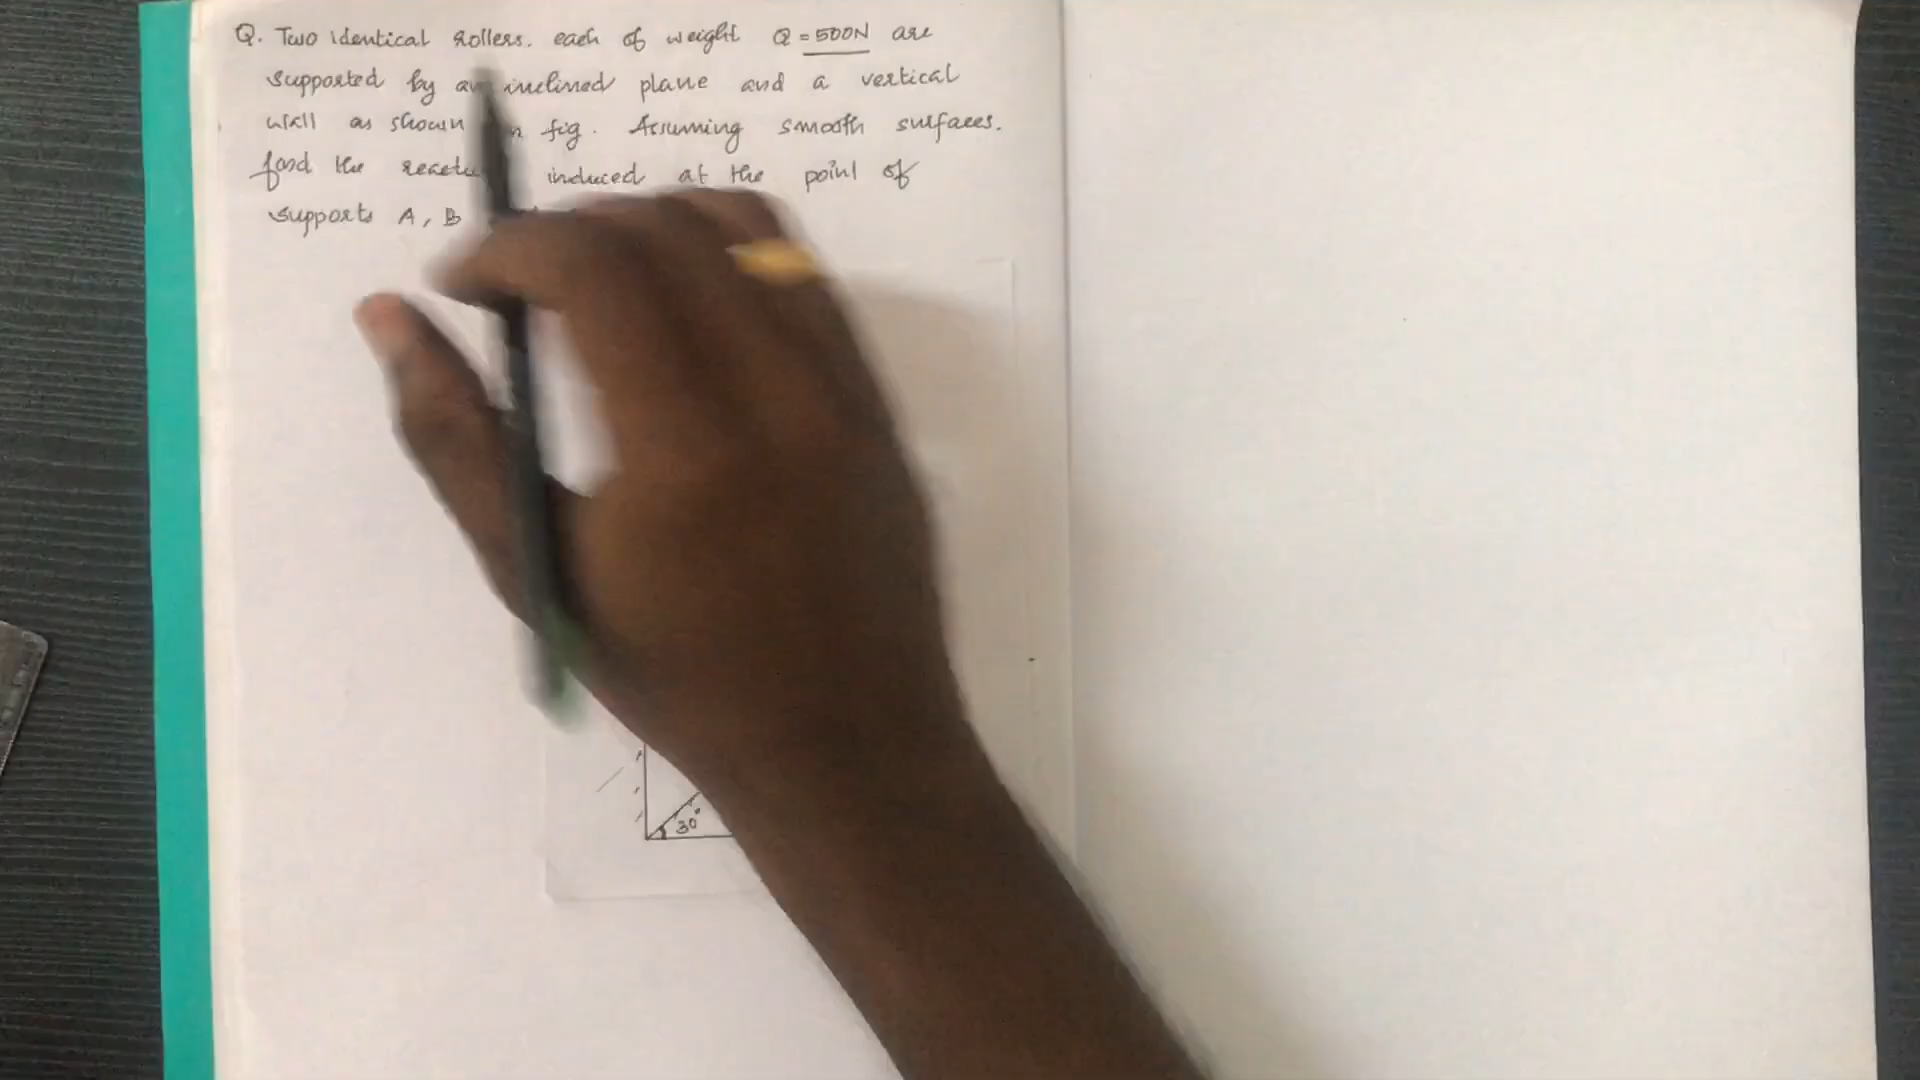 Q. Two identical rollers. each of weight Q = 500N are
supported by an inclined plane and a vertical
wall as shown in fig. Assuming smooth surfaces.
find the induced at the point of
supports A, B
30°